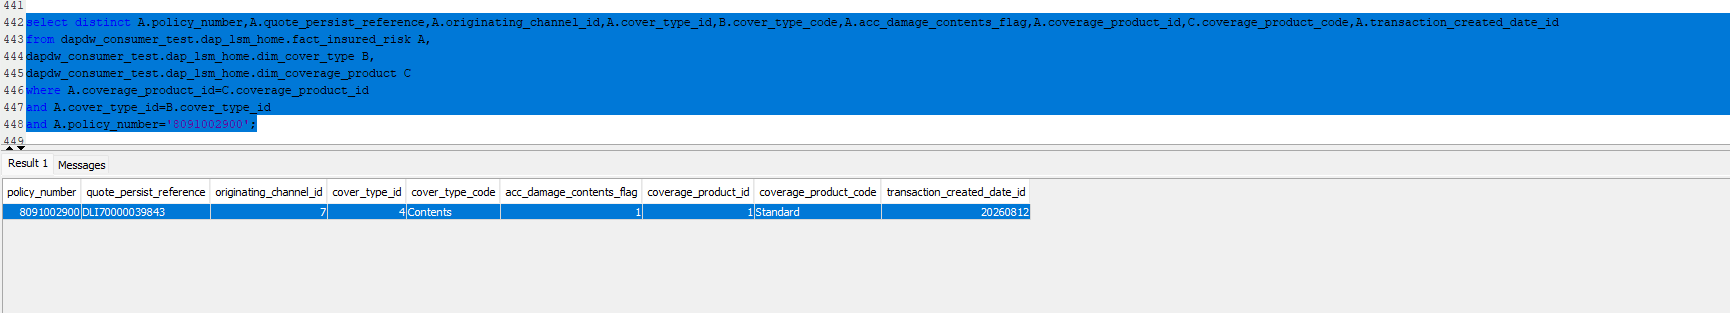 441
442 select distinct A.policy_number,A.quote_persist_reference,A.originating_channel_id,A.cover_type_id,B.cover_type_code,A.acc_damage_contents_flag,A.coverage_product_id,C.coverage_product_code,A.transaction_created_date_id
443 from dapdw_consumer_test.dap_lsm_home.fact_insured_risk A,
444 dapdw_consumer_test.dap_lsm_home.dim_cover_type B,
445 dapdw_consumer_test.dap_lsm_home.dim_coverage_product C
446 where A.coverage_product_id=C.coverage_product_id
447 and A.cover_type_id=B.cover_type_id
448 and A.policy_number='8091002900';
449
Result 1 Messages
policy_number quote_persist_reference originating_channel_id cover_type_id cover_type_code acc_damage_contents_flag coverage_product_id coverage_product_code transaction_created_date_id
8091002900 DLI70000039843 7 4 Contents 1 1 Standard 20260812